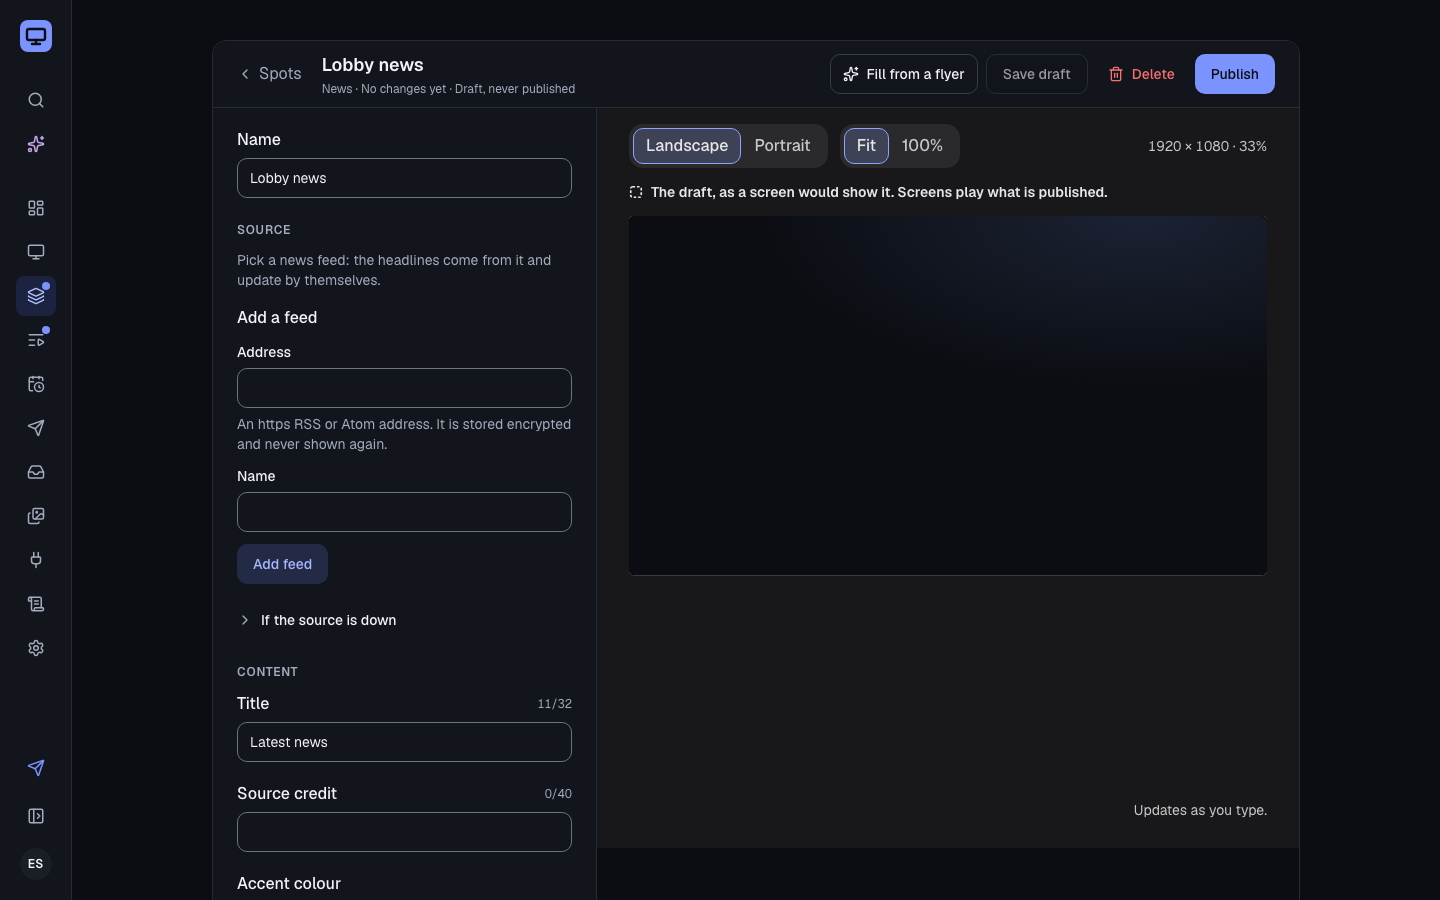 Spots
Lobby news
News · No changes yet · Draft, never published
Fill from a flyer
Save draft
Delete
Publish
Name
Lobby news
SOURCE
Pick a news feed: the headlines come from it and
update by themselves.
Add a feed
Address
An https RSS or Atom address. It is stored encrypted
and never shown again.
Name
Add feed
If the source is down
CONTENT
Title
11/32
Latest news
Source credit
0/40
Accent colour
Landscape
Portrait
Fit
100%
1920 × 1080 · 33%
The draft, as a screen would show it. Screens play what is published.
Updates as you type.
ES